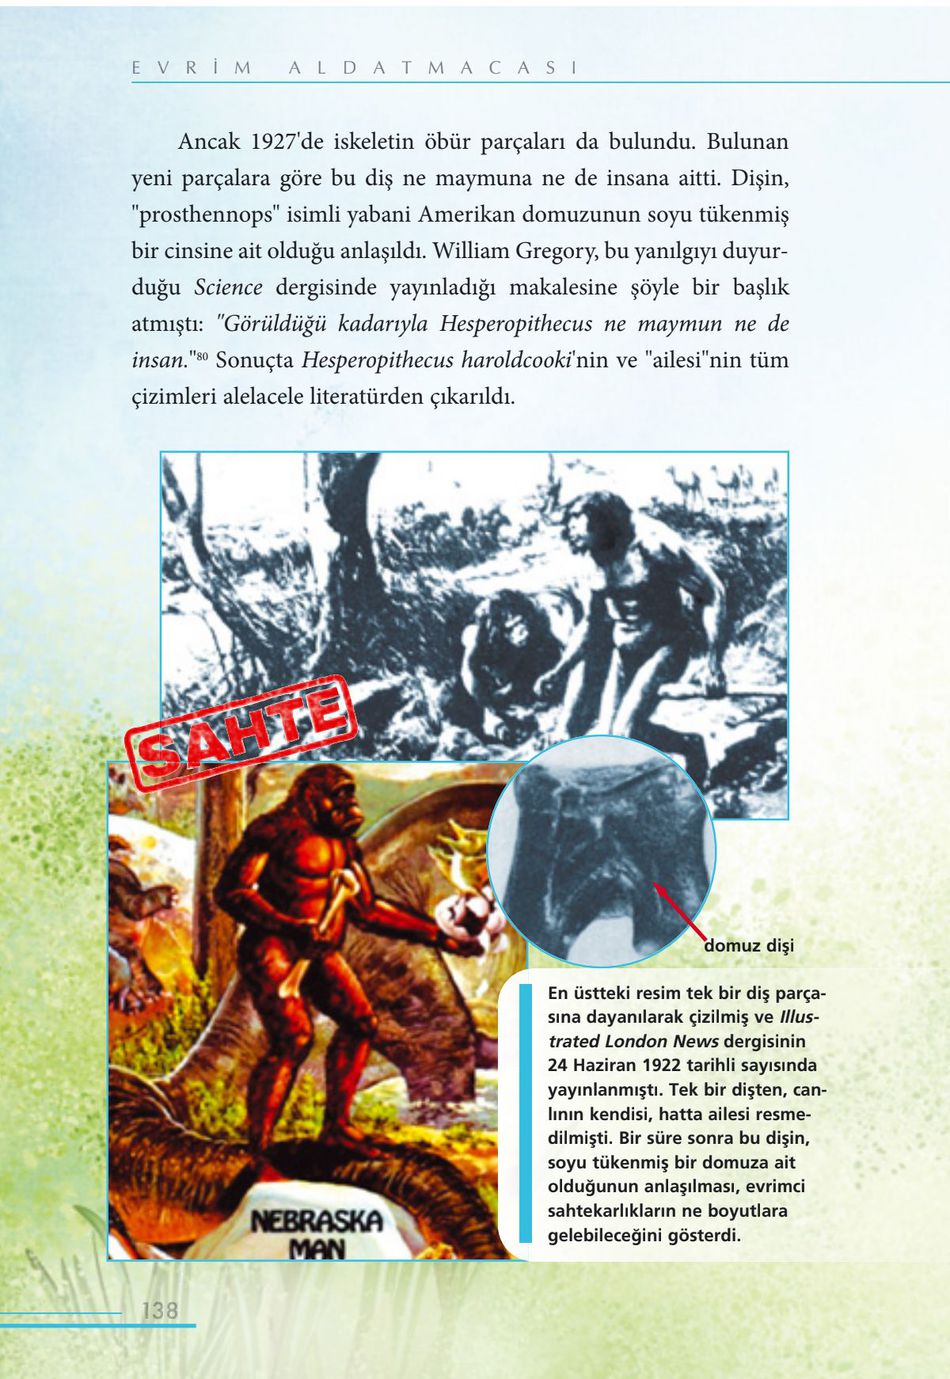 EVRİM ALDATMACASI
Ancak 1927'de iskeletin öbür parçaları da bulundu. Bulunan
yeni parçalara göre bu diş ne maymuna ne de insana aitti. Dişin,
"prosthennops" isimli yabani Amerikan domuzunun soyu tükenmiş
bir cinsine ait olduğu anlaşıldı. William Gregory, bu yanılgıyı duyur-
duğu Science dergisinde yayınladığı makalesine şöyle bir başlık
atmıştı: "Görüldüğü kadarıyla Hesperopithecus ne maymun ne de
insan."80 Sonuçta Hesperopithecus haroldcooki'nin ve "ailesi"nin tüm
çizimleri alelacele literatürden çıkarıldı.
SAHTE
domuz dişi
En üstteki resim tek bir diş parça-
sına dayanılarak çizilmiş ve Illus-
trated London News dergisinin
24 Haziran 1922 tarihli sayısında
yayınlanmıştı. Tek bir dişten, can-
lının kendisi, hatta ailesi resme-
dilmişti. Bir süre sonra bu dişin,
soyu tükenmiş bir domuza ait
olduğunun anlaşılması, evrimci
sahtekarlıkların ne boyutlara
gelebileceğini gösterdi.
NEBRASKA
MAN
138